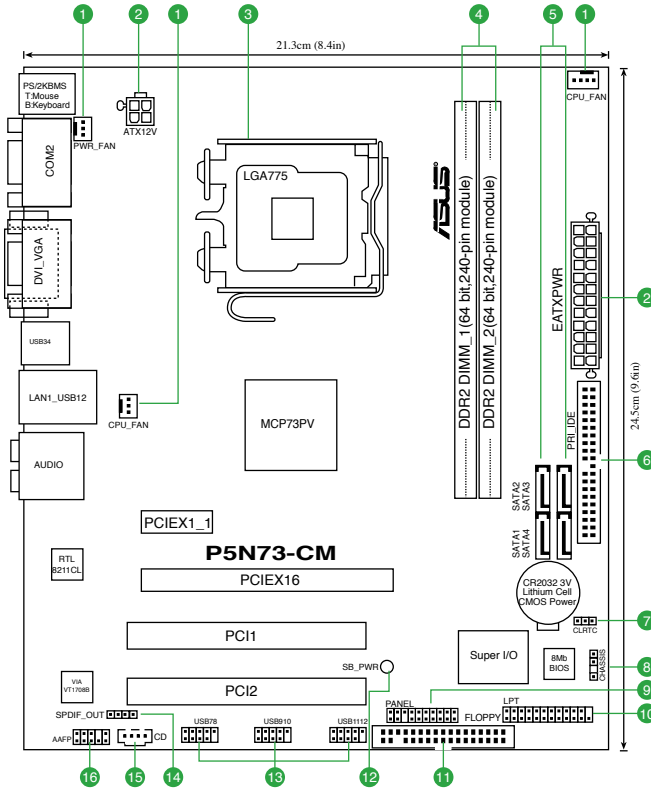 1
2
1
3
4
5
1
21.3cm (8.4in)
PS/2KBMS
T:Mouse
B:Keyboard
PWR_FAN
ATX12V
CPU_FAN
COM2
LGA775
ASUS
DDR2 DIMM_1(64 bit,240-pin module)
DDR2 DIMM_2(64 bit,240-pin module)
EATXPWR
2
DVI_VGA
USB34
LAN1_USB12
CPU_FAN
MCP73PV
24.5cm (9.6in)
PRI_IDE
6
AUDIO
SATA2
SATA3
SATA1
SATA4
PCIEX1_1
P5N73-CM
RTL
8211CL
PCIEX16
CR2032 3V
Lithium Cell
CMOS Power
7
CLRTC
PCI1
Super I/O
8Mb
BIOS
CHASSIS
8
SB_PWR
VIA
VT1708B
PCI2
9
PANEL
LPT
10
SPDIF_OUT
FLOPPY
AAFP
CD
USB78
USB910
USB1112
16
15
14
13
12
11